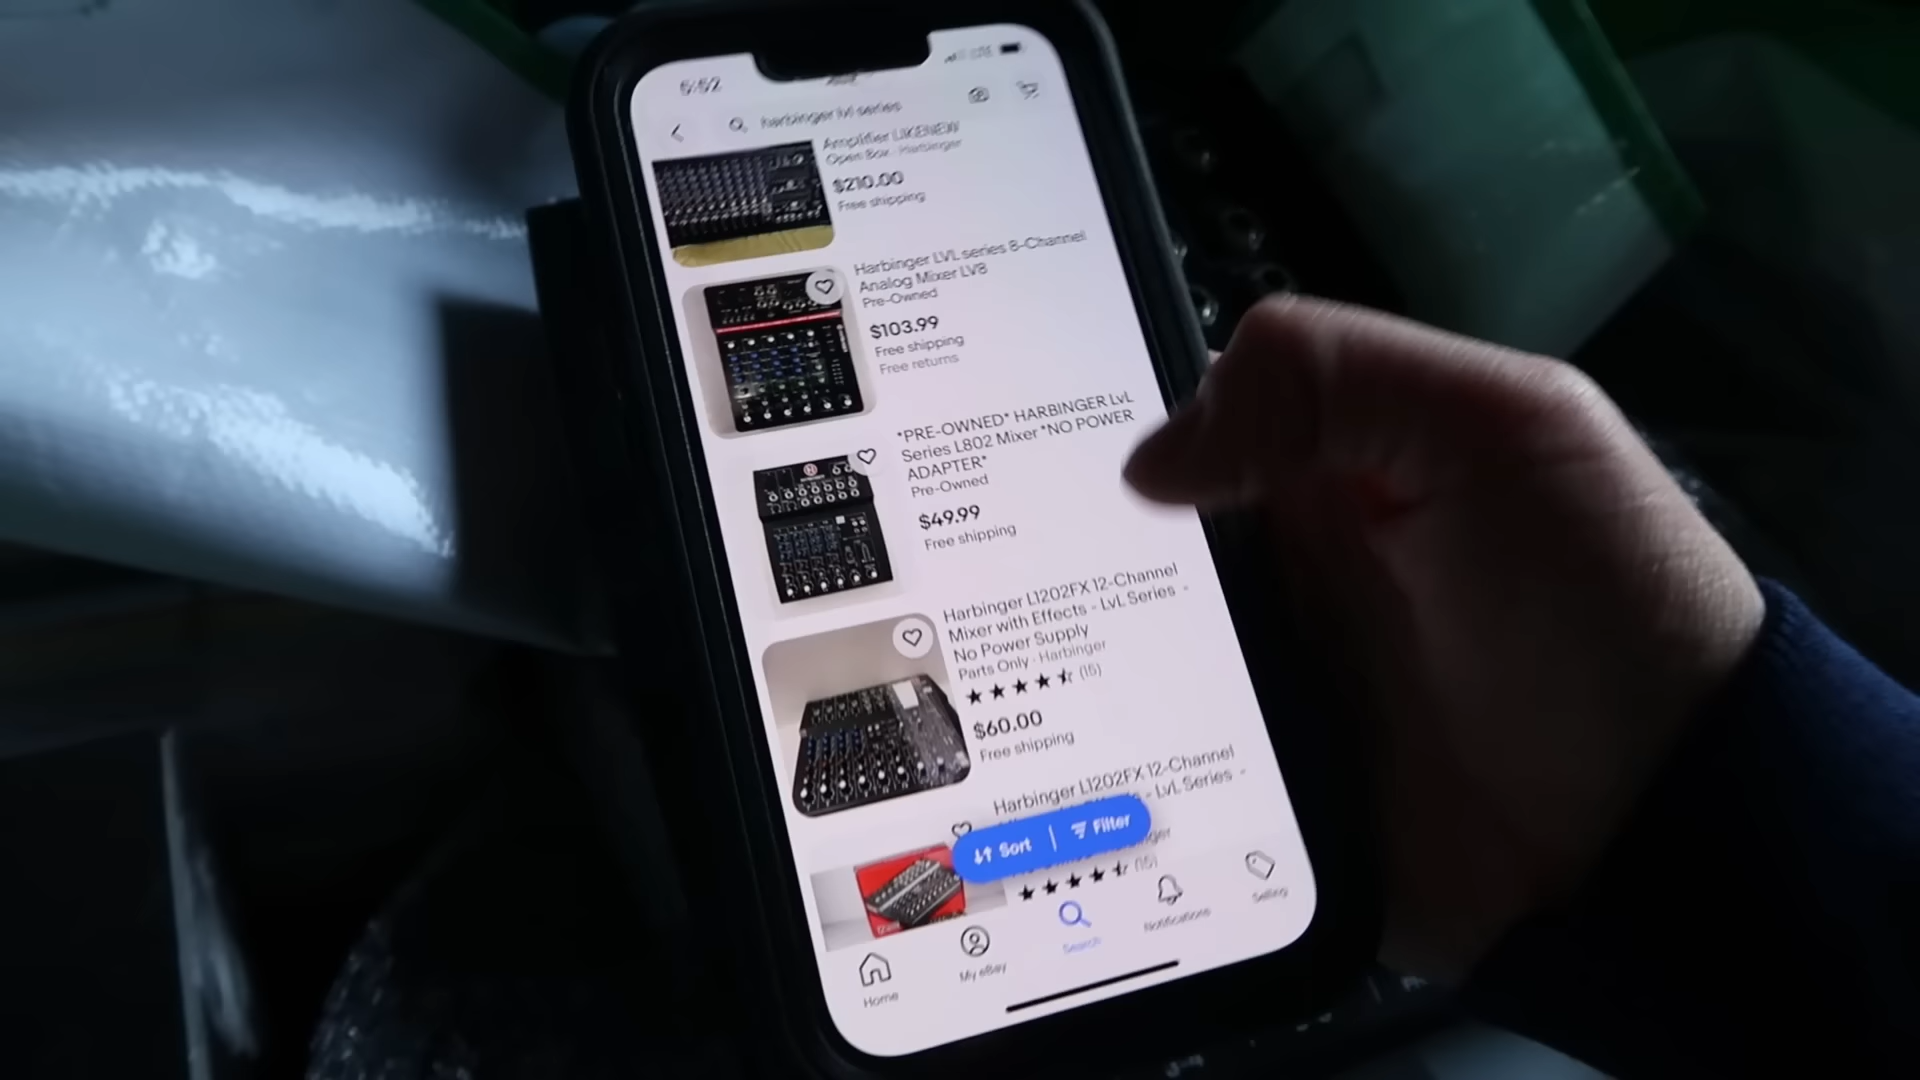 5:52
LTE
harbinger lvl series
Amplifier LIKENEW
Open Box · Harbinger
$210.00
Free shipping
Harbinger LVL series 8-Channel
Analog Mixer LV8
Pre-Owned
$103.99
Free shipping
Free returns
*PRE-OWNED* HARBINGER LvL
Series L802 Mixer *NO POWER
ADAPTER*
Pre-Owned
$49.99
Free shipping
Harbinger L1202FX 12-Channel
Mixer with Effects - LvL Series -
No Power Supply
Parts Only · Harbinger
(15)
$60.00
Free shipping
Harbinger L1202FX 12-Channel
- LvL Series -
(15)
Sort
Filter
Home
My eBay
Search
Notifications
Selling